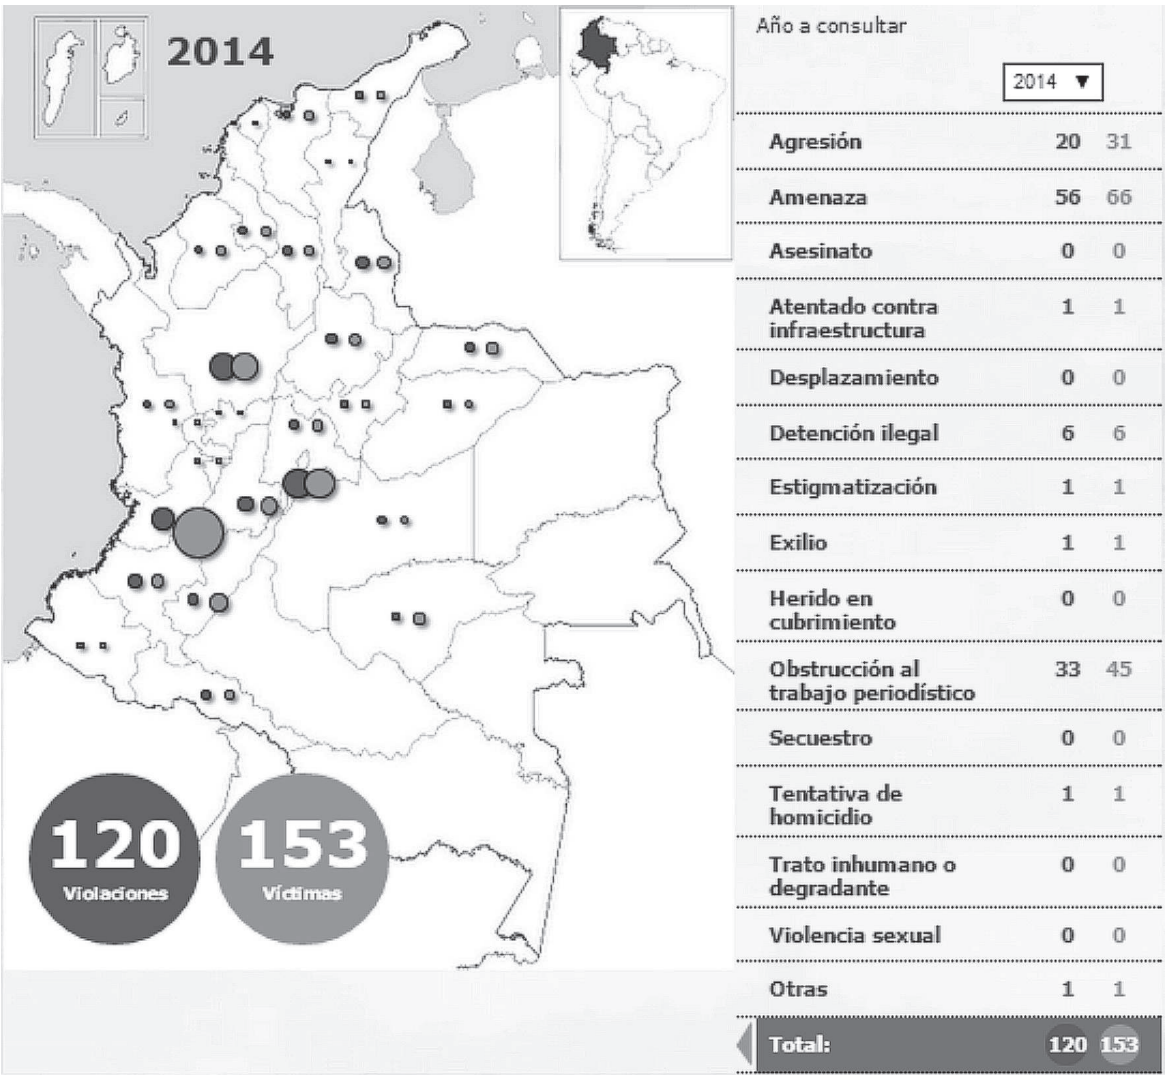 2014
120
Violaciones
153
Víctimas
Año a consultar
2014 ▼
Agresión 20 31
Amenaza 56 66
Asesinato 0 0
Atentado contra 1 1
infraestructura
Desplazamiento 0 0
Detención ilegal 6 6
Estigmatización 1 1
Exilio 1 1
Herido en 0 0
cubrimiento
Obstrucción al 33 45
trabajo periodístico
Secuestro 0 0
Tentativa de 1 1
homicidio
Trato inhumano o 0 0
degradante
Violencia sexual 0 0
Otras 1 1
Total: 120 153